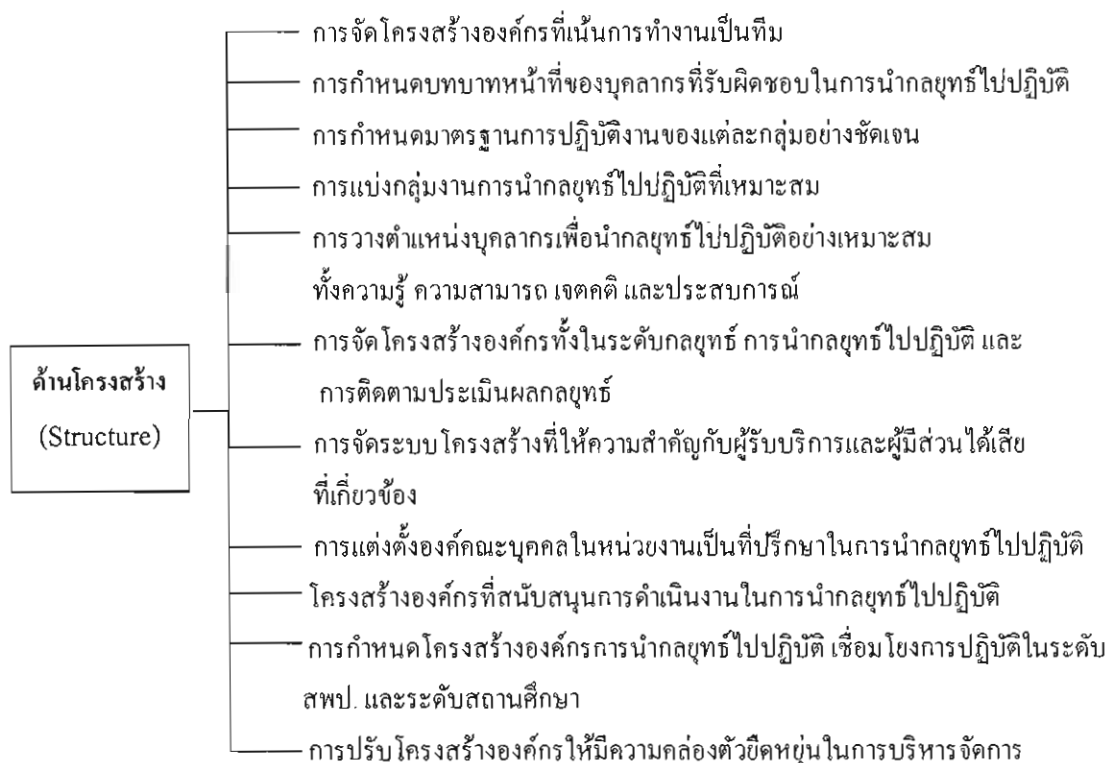 การจัดโครงสร้างองค์กรที่เน้นการทำงานเป็นทีม
การกำหนดบทบาทหน้าที่ของบุคลากรที่รับผิดชอบในการนำกลยุทธ์ไปปฏิบัติ
การกำหนดมาตรฐานการปฏิบัติงานของแต่ละกลุ่มอย่างชัดเจน
การแบ่งกลุ่มงานการนำกลยุทธ์ไปปฏิบัติที่เหมาะสม
การวางตำแหน่งบุคลากรเพื่อนำกลยุทธ์ไปปฏิบัติอย่างเหมาะสม
ทั้งความรู้ ความสามารถ เจตคติ และประสบการณ์
การจัดโครงสร้างองค์กรทั้งในระดับกลยุทธ์ การนำกลยุทธ์ไปปฏิบัติ และ
การติดตามประเมินผลกลยุทธ์
ด้านโครงสร้าง
(Structure)
การจัดระบบโครงสร้างที่ให้ความสำคัญกับผู้รับบริการและผู้มีส่วนได้เสีย
ที่เกี่ยวข้อง
การแต่งตั้งองค์คณะบุคคลในหน่วยงานเป็นที่ปรึกษาในการนำกลยุทธ์ไปปฏิบัติ
โครงสร้างองค์กรที่สนับสนุนการดำเนินงานในการนำกลยุทธ์ไปปฏิบัติ
การกำหนดโครงสร้างองค์กรการนำกลยุทธ์ไปปฏิบัติ เชื่อมโยงการปฏิบัติในระดับ
สพป. และระดับสถานศึกษา
การปรับโครงสร้างองค์กรให้มีความคล่องตัวยืดหยุ่นในการบริหารจัดการ